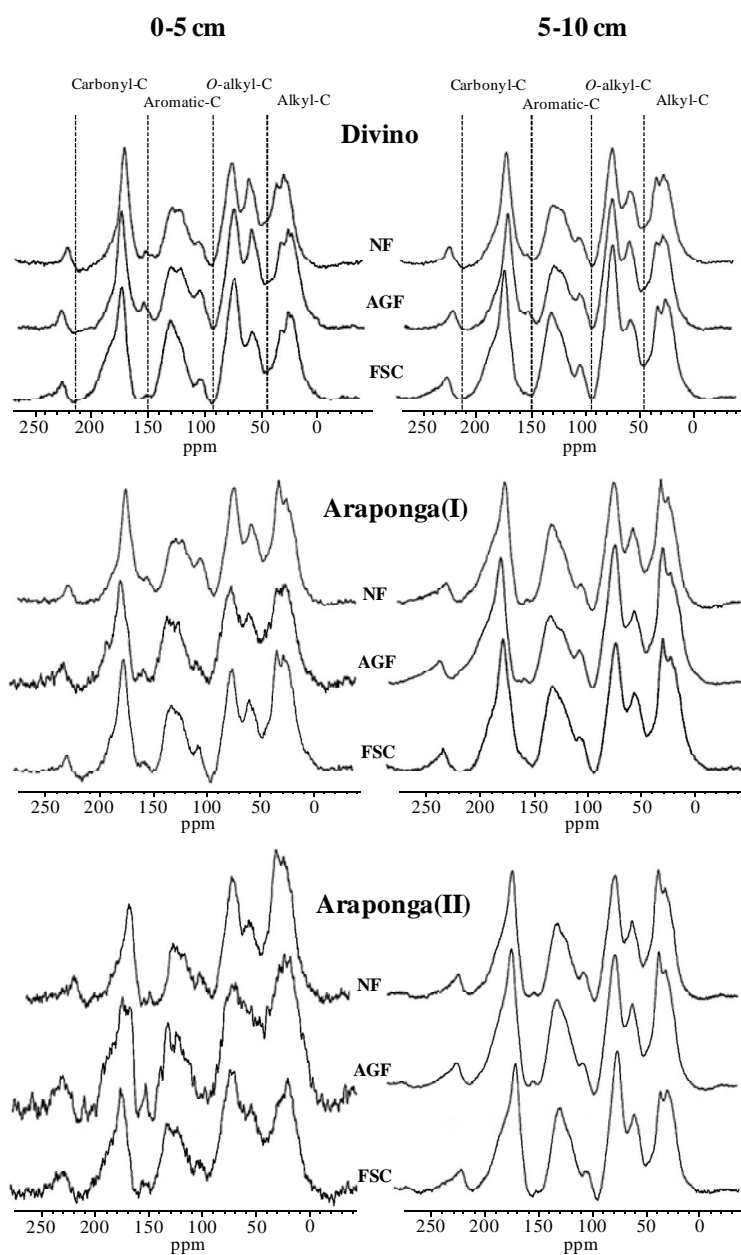 0-5 cm
5-10 cm
Carbonyl-C
Aromatic-C
O-alkyl-C
Alkyl-C
Carbonyl-C
Aromatic-C
O-alkyl-C
Alkyl-C
Divino
NF
AGF
FSC
250 200 150 100 50 0
ppm
250 200 150 100 50 0
ppm
Araponga(I)
NF
AGF
FSC
250 200 150 100 50 0
ppm
250 200 150 100 50 0
ppm
Araponga(II)
NF
AGF
FSC
250 200 150 100 50 0
ppm
250 200 150 100 50 0
ppm